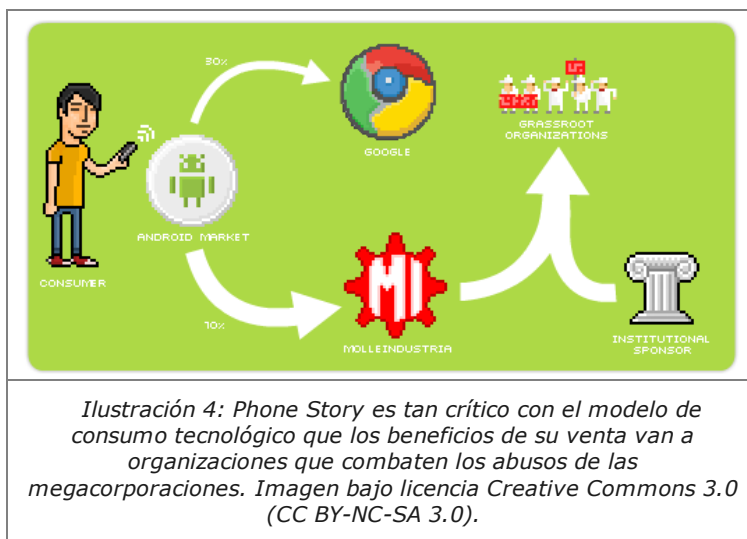 30%
GOOGLE
GRASSROOT
ORGANIZATIONS
ANDROID MARKET
CONSUMER
70%
MI
MOLLEINDUSTRIA
INSTITUTIONAL
SPONSOR
Ilustración 4: Phone Story es tan crítico con el modelo de
consumo tecnológico que los beneficios de su venta van a
organizaciones que combaten los abusos de las
megacorporaciones. Imagen bajo licencia Creative Commons 3.0
(CC BY-NC-SA 3.0).